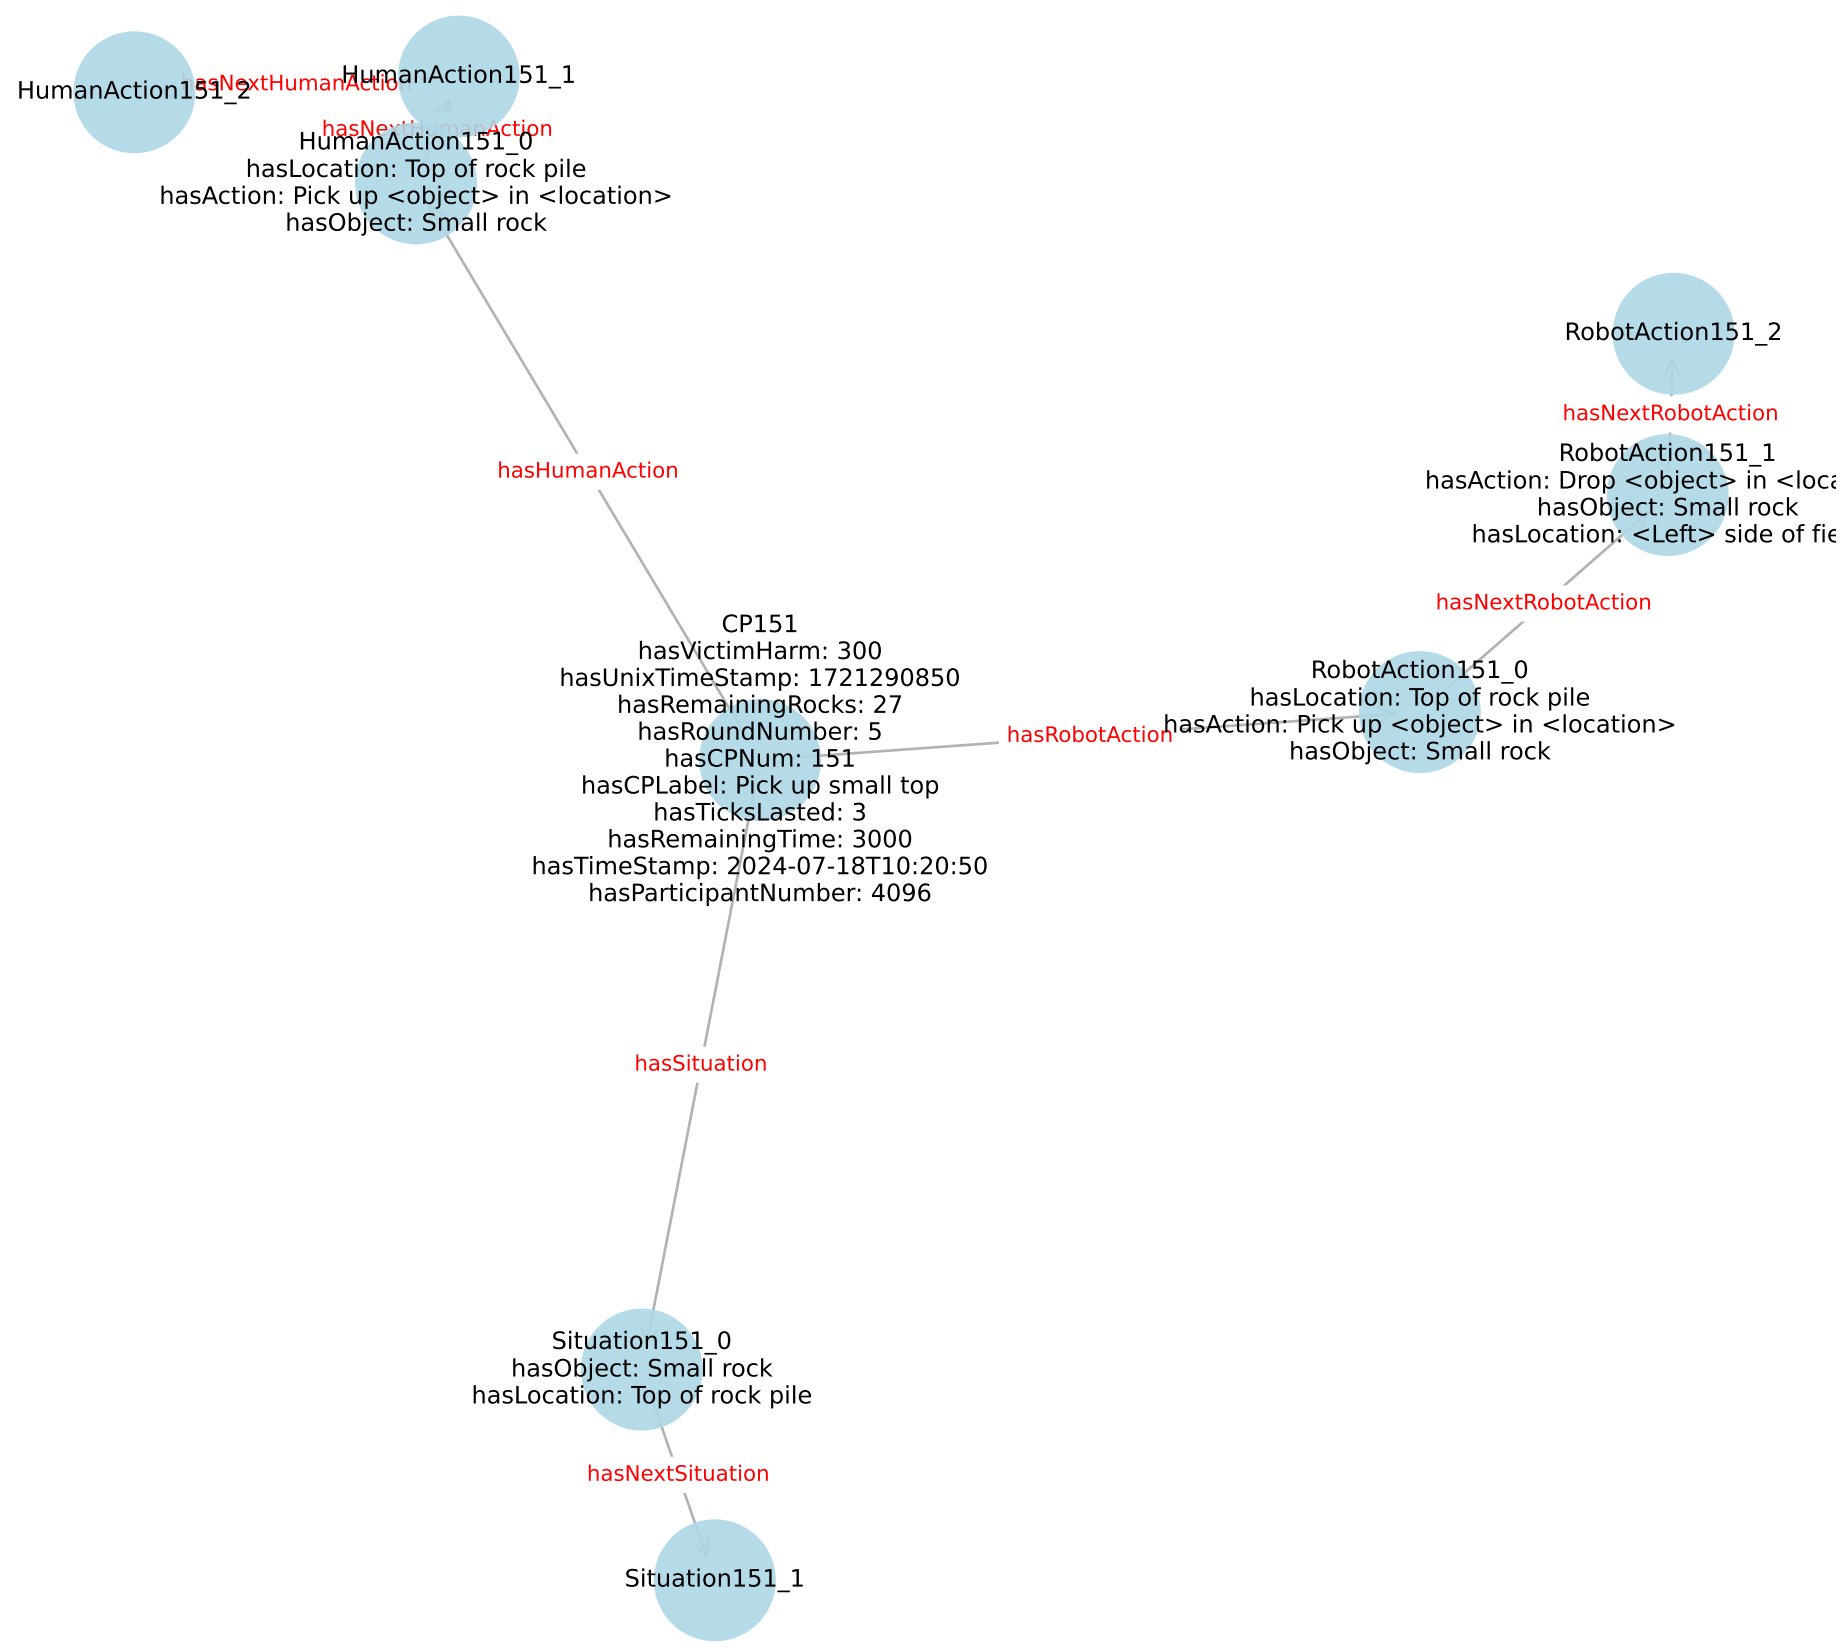 HumanAction151_2
hasNextHumanAction
HumanAction151_1
hasNextHumanAction
HumanAction151_0
hasLocation: Top of rock pile
hasAction: Pick up <object> in <location>
hasObject: Small rock
hasHumanAction
RobotAction151_2
hasNextRobotAction
RobotAction151_1
hasAction: Drop <object> in
hasObject: Small rock
hasLocation: <Left> side of
hasNextRobotAction
RobotAction151_0
hasLocation: Top of rock pile
hasAction: Pick up <object> in <location>
hasObject: Small rock
hasRobotAction
CP151
hasVictimHarm: 300
hasUnixTimeStamp: 1721290850
hasRemainingRocks: 27
hasRoundNumber: 5
hasCPNum: 151
hasCPLabel: Pick up small top
hasTicksLasted: 3
hasRemainingTime: 3000
hasTimeStamp: 2024-07-18T10:20:50
hasParticipantNumber: 4096
hasSituation
Situation151_0
hasObject: Small rock
hasLocation: Top of rock pile
hasNextSituation
Situation151_1